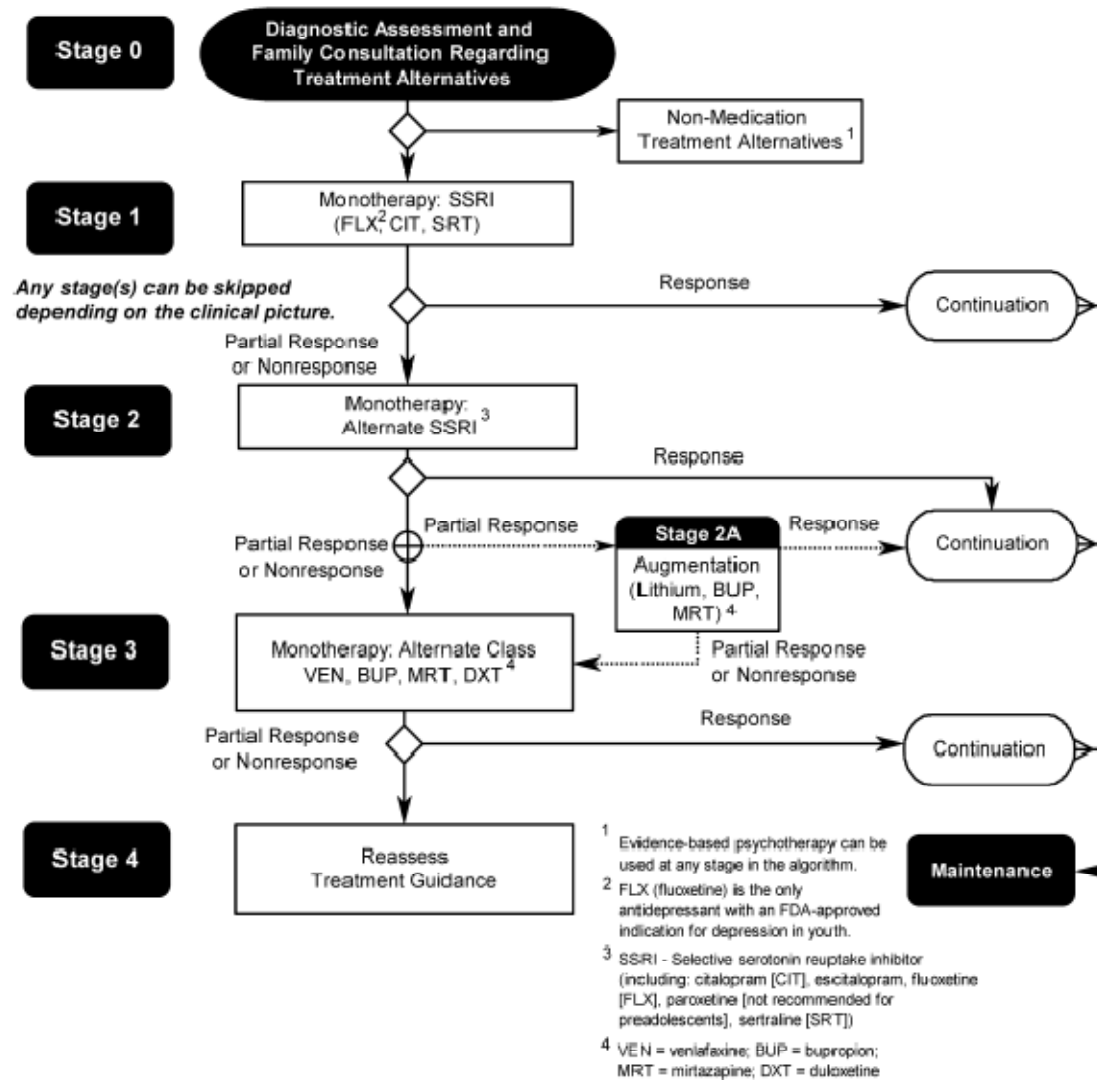 Stage 0
Diagnostic Assessment and
Family Consultation Regarding
Treatment Alternatives
Non-Medication
Treatment Alternatives 1
Stage 1
Monotherapy: SSRI
(FLX,2 CIT, SRT)
Any stage(s) can be skipped
depending on the clinical picture.
Response
Continuation
Partial Response
or Nonresponse
Stage 2
Monotherapy:
Alternate SSRI 3
Response
Partial Response
or Nonresponse
Partial Response
Stage 2A
Augmentation
(Lithium, BUP,
MRT) 4
Response
Continuation
Stage 3
Monotherapy: Alternate Class
VEN, BUP, MRT, DXT 4
Partial Response
or Nonresponse
Partial Response
or Nonresponse
Response
Continuation
Stage 4
Reassess
Treatment Guidance
1 Evidence-based psychotherapy can be
used at any stage in the algorithm.
2 FLX (fluoxetine) is the only
antidepressant with an FDA-approved
indication for depression in youth.
3 SSRI - Selective serotonin reuptake inhibitor
(including: citalopram [CIT], escitalopram, fluoxetine
[FLX], paroxetine [not recommended for
preadolescents], sertraline [SRT])
4 VEN = venlafaxine; BUP = bupropion;
MRT = mirtazapine; DXT = duloxetine
Maintenance